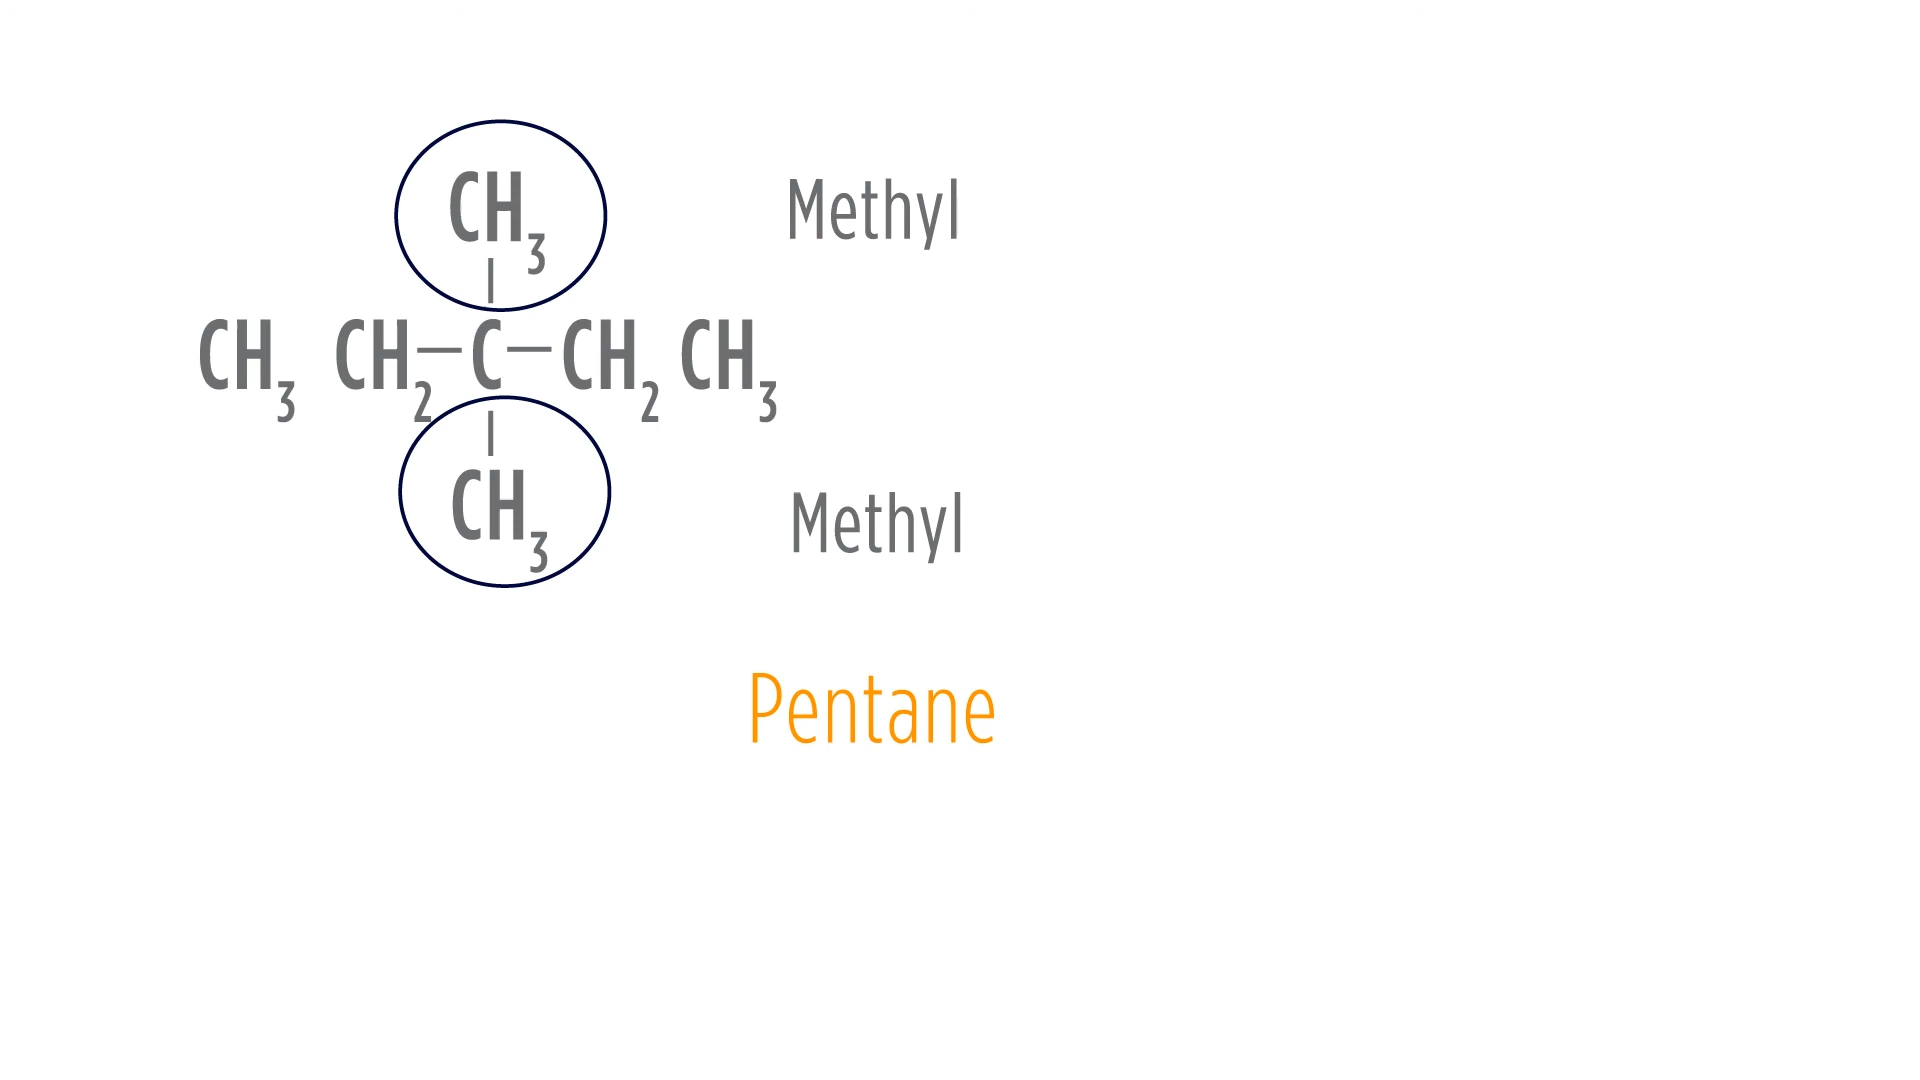 CH3
Methyl
CH3 CH2—C—CH2 CH3
CH3
Methyl
Pentane